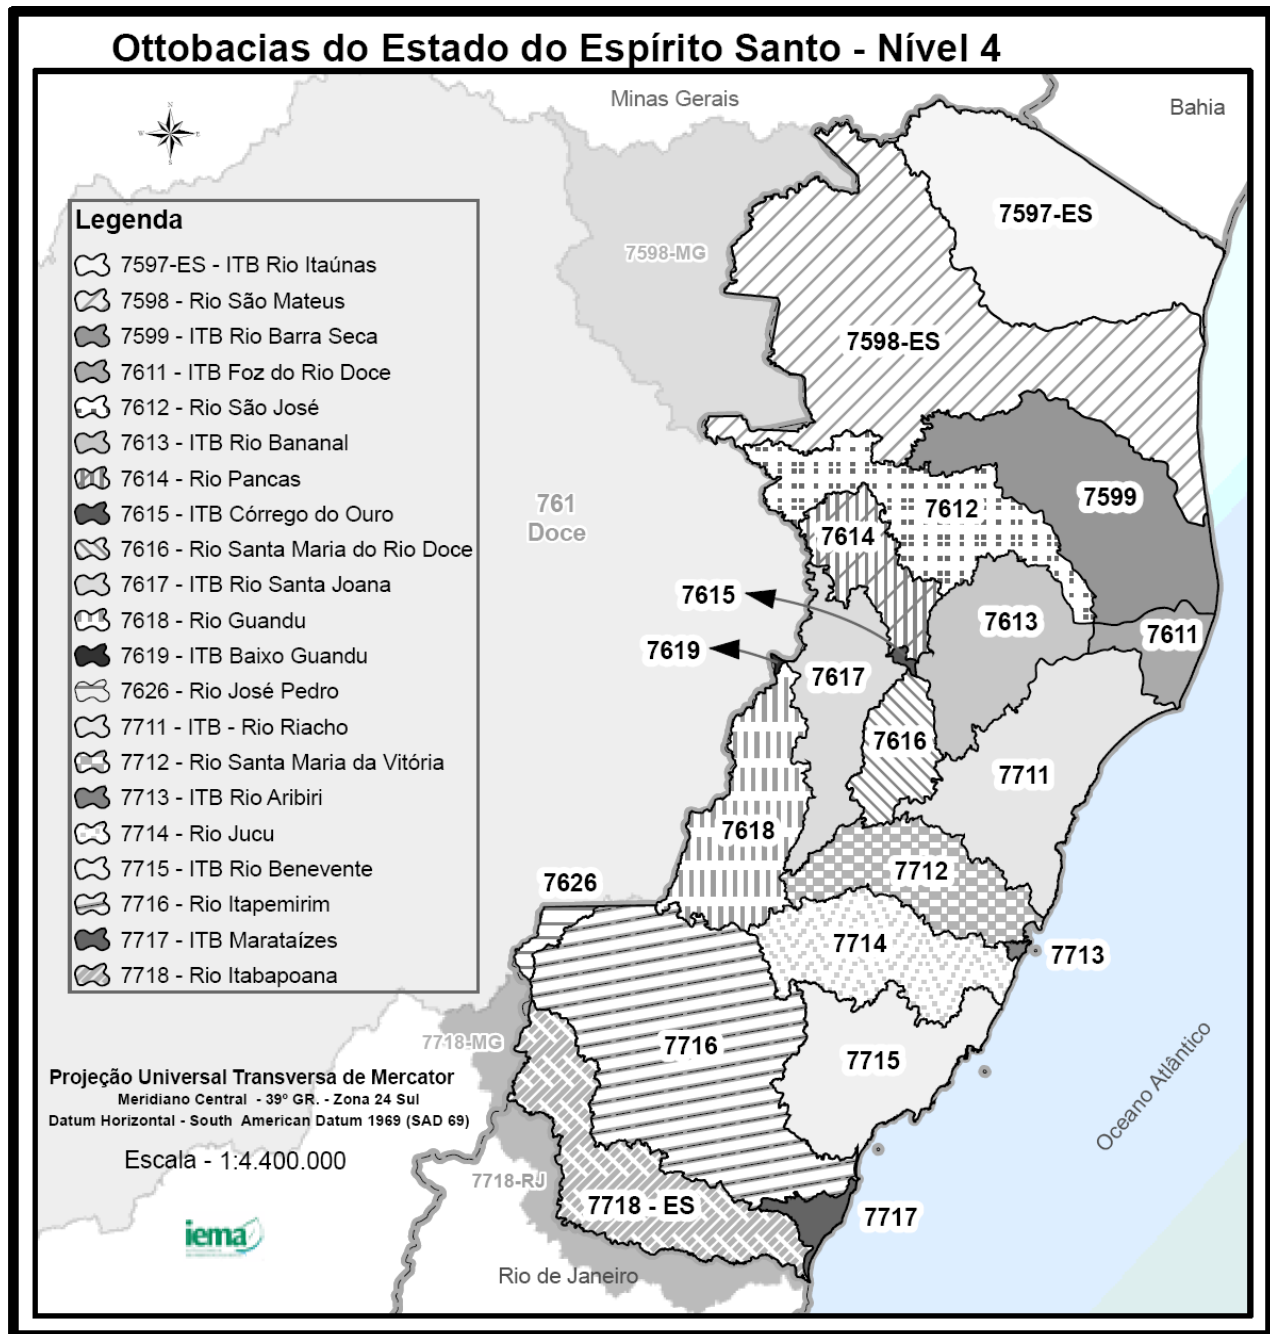 Ottobacias do Estado do Espírito Santo - Nível 4
Minas Gerais
Bahia
N
W
E
S
Legenda
7597-ES - ITB Rio Itaúnas
7598 - Rio São Mateus
7599 - ITB Rio Barra Seca
7611 - ITB Foz do Rio Doce
7612 - Rio São José
7613 - ITB Rio Bananal
7614 - Rio Pancas
7615 - ITB Córrego do Ouro
7616 - Rio Santa Maria do Rio Doce
7617 - ITB Rio Santa Joana
7618 - Rio Guandu
7619 - ITB Baixo Guandu
7626 - Rio José Pedro
7711 - ITB - Rio Riacho
7712 - Rio Santa Maria da Vitória
7713 - ITB Rio Aribiri
7714 - Rio Jucu
7715 - ITB Rio Benevente
7716 - Rio Itapemirim
7717 - ITB Marataízes
7718 - Rio Itabapoana
7597-ES
7598-MG
7598-ES
7599
761
Doce
7612
7614
7615
7613
7611
7619
7617
7616
7711
7618
7712
7626
7714
7713
7718-MG
7716
7715
Oceano Atlântico
Projeção Universal Transversa de Mercator
Meridiano Central - 39º GR. - Zona 24 Sul
Datum Horizontal - South American Datum 1969 (SAD 69)
Escala - 1:4.400.000
7718-RJ
7718 - ES
7717
iema
Rio de Janeiro